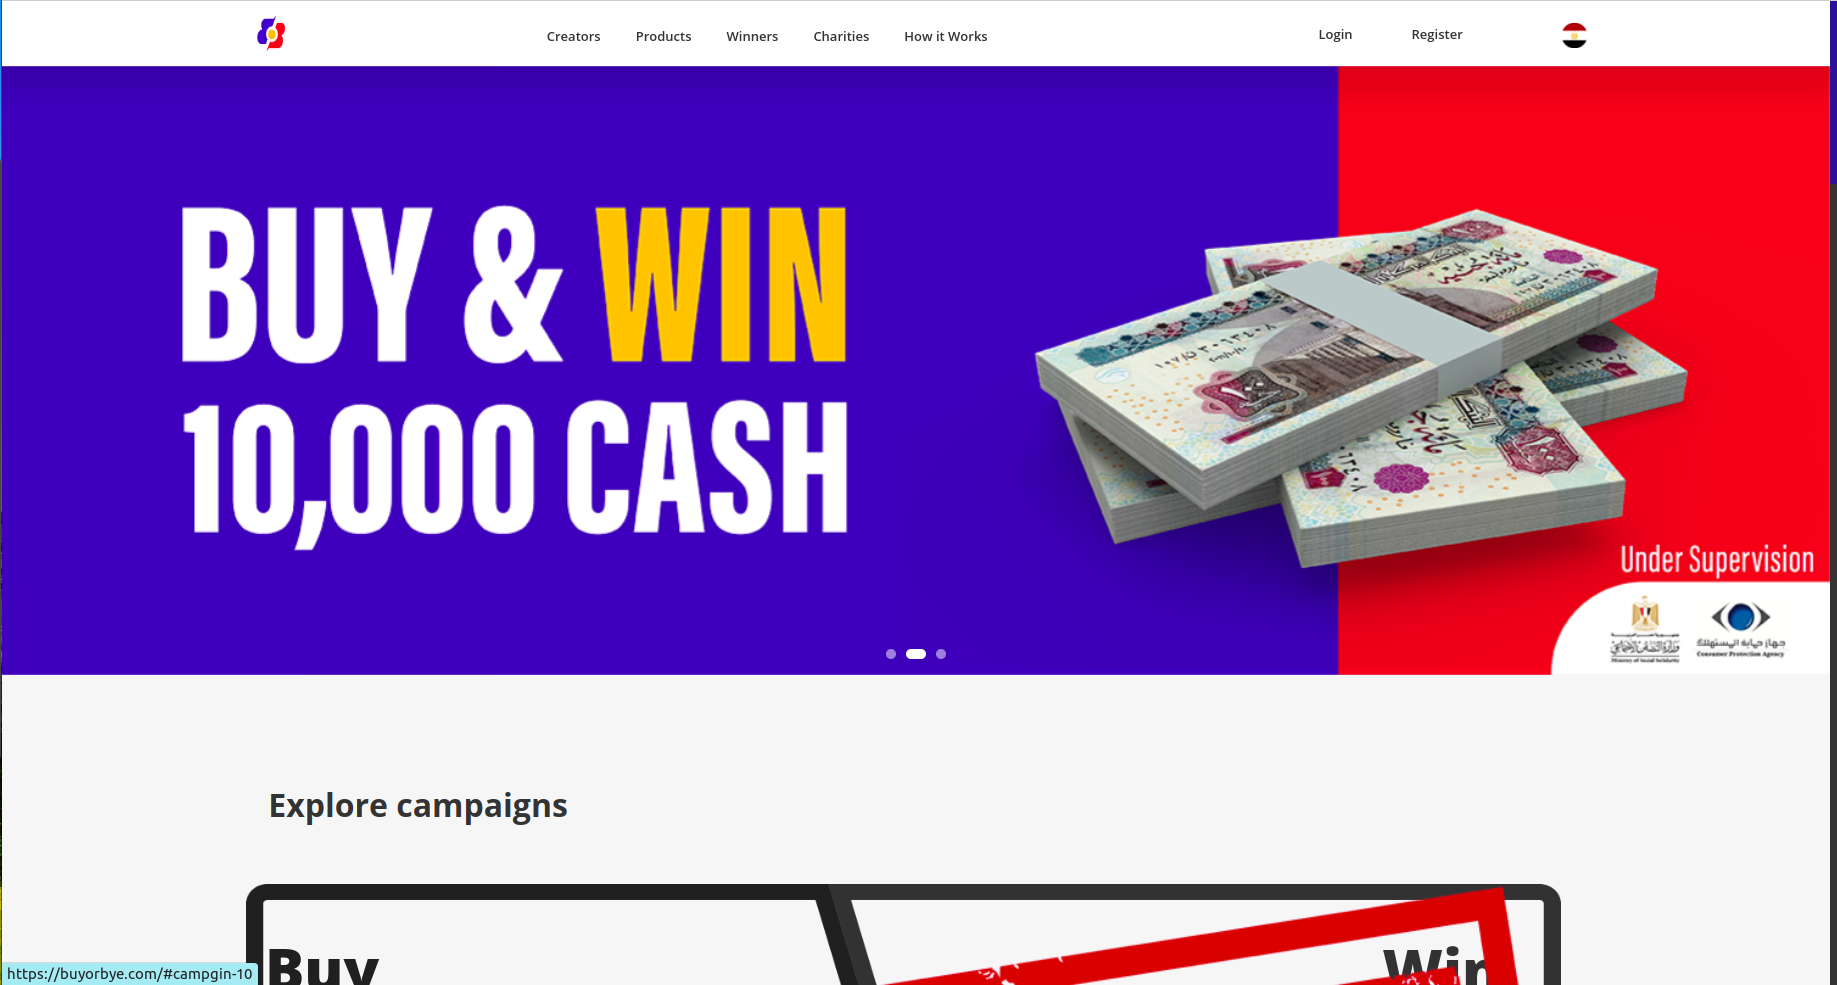 Creators
Products
Winners
Charities
How it Works
Login
Register
BUY & WIN
10,000 CASH
Under Supervision
وزارة التضامن الاجتماعي
Ministry of Social Solidarity
جهاز حماية المستهلك
Consumer Protection Agency
Explore campaigns
Buy
Win
https://buyorbye.com/#campgin-10